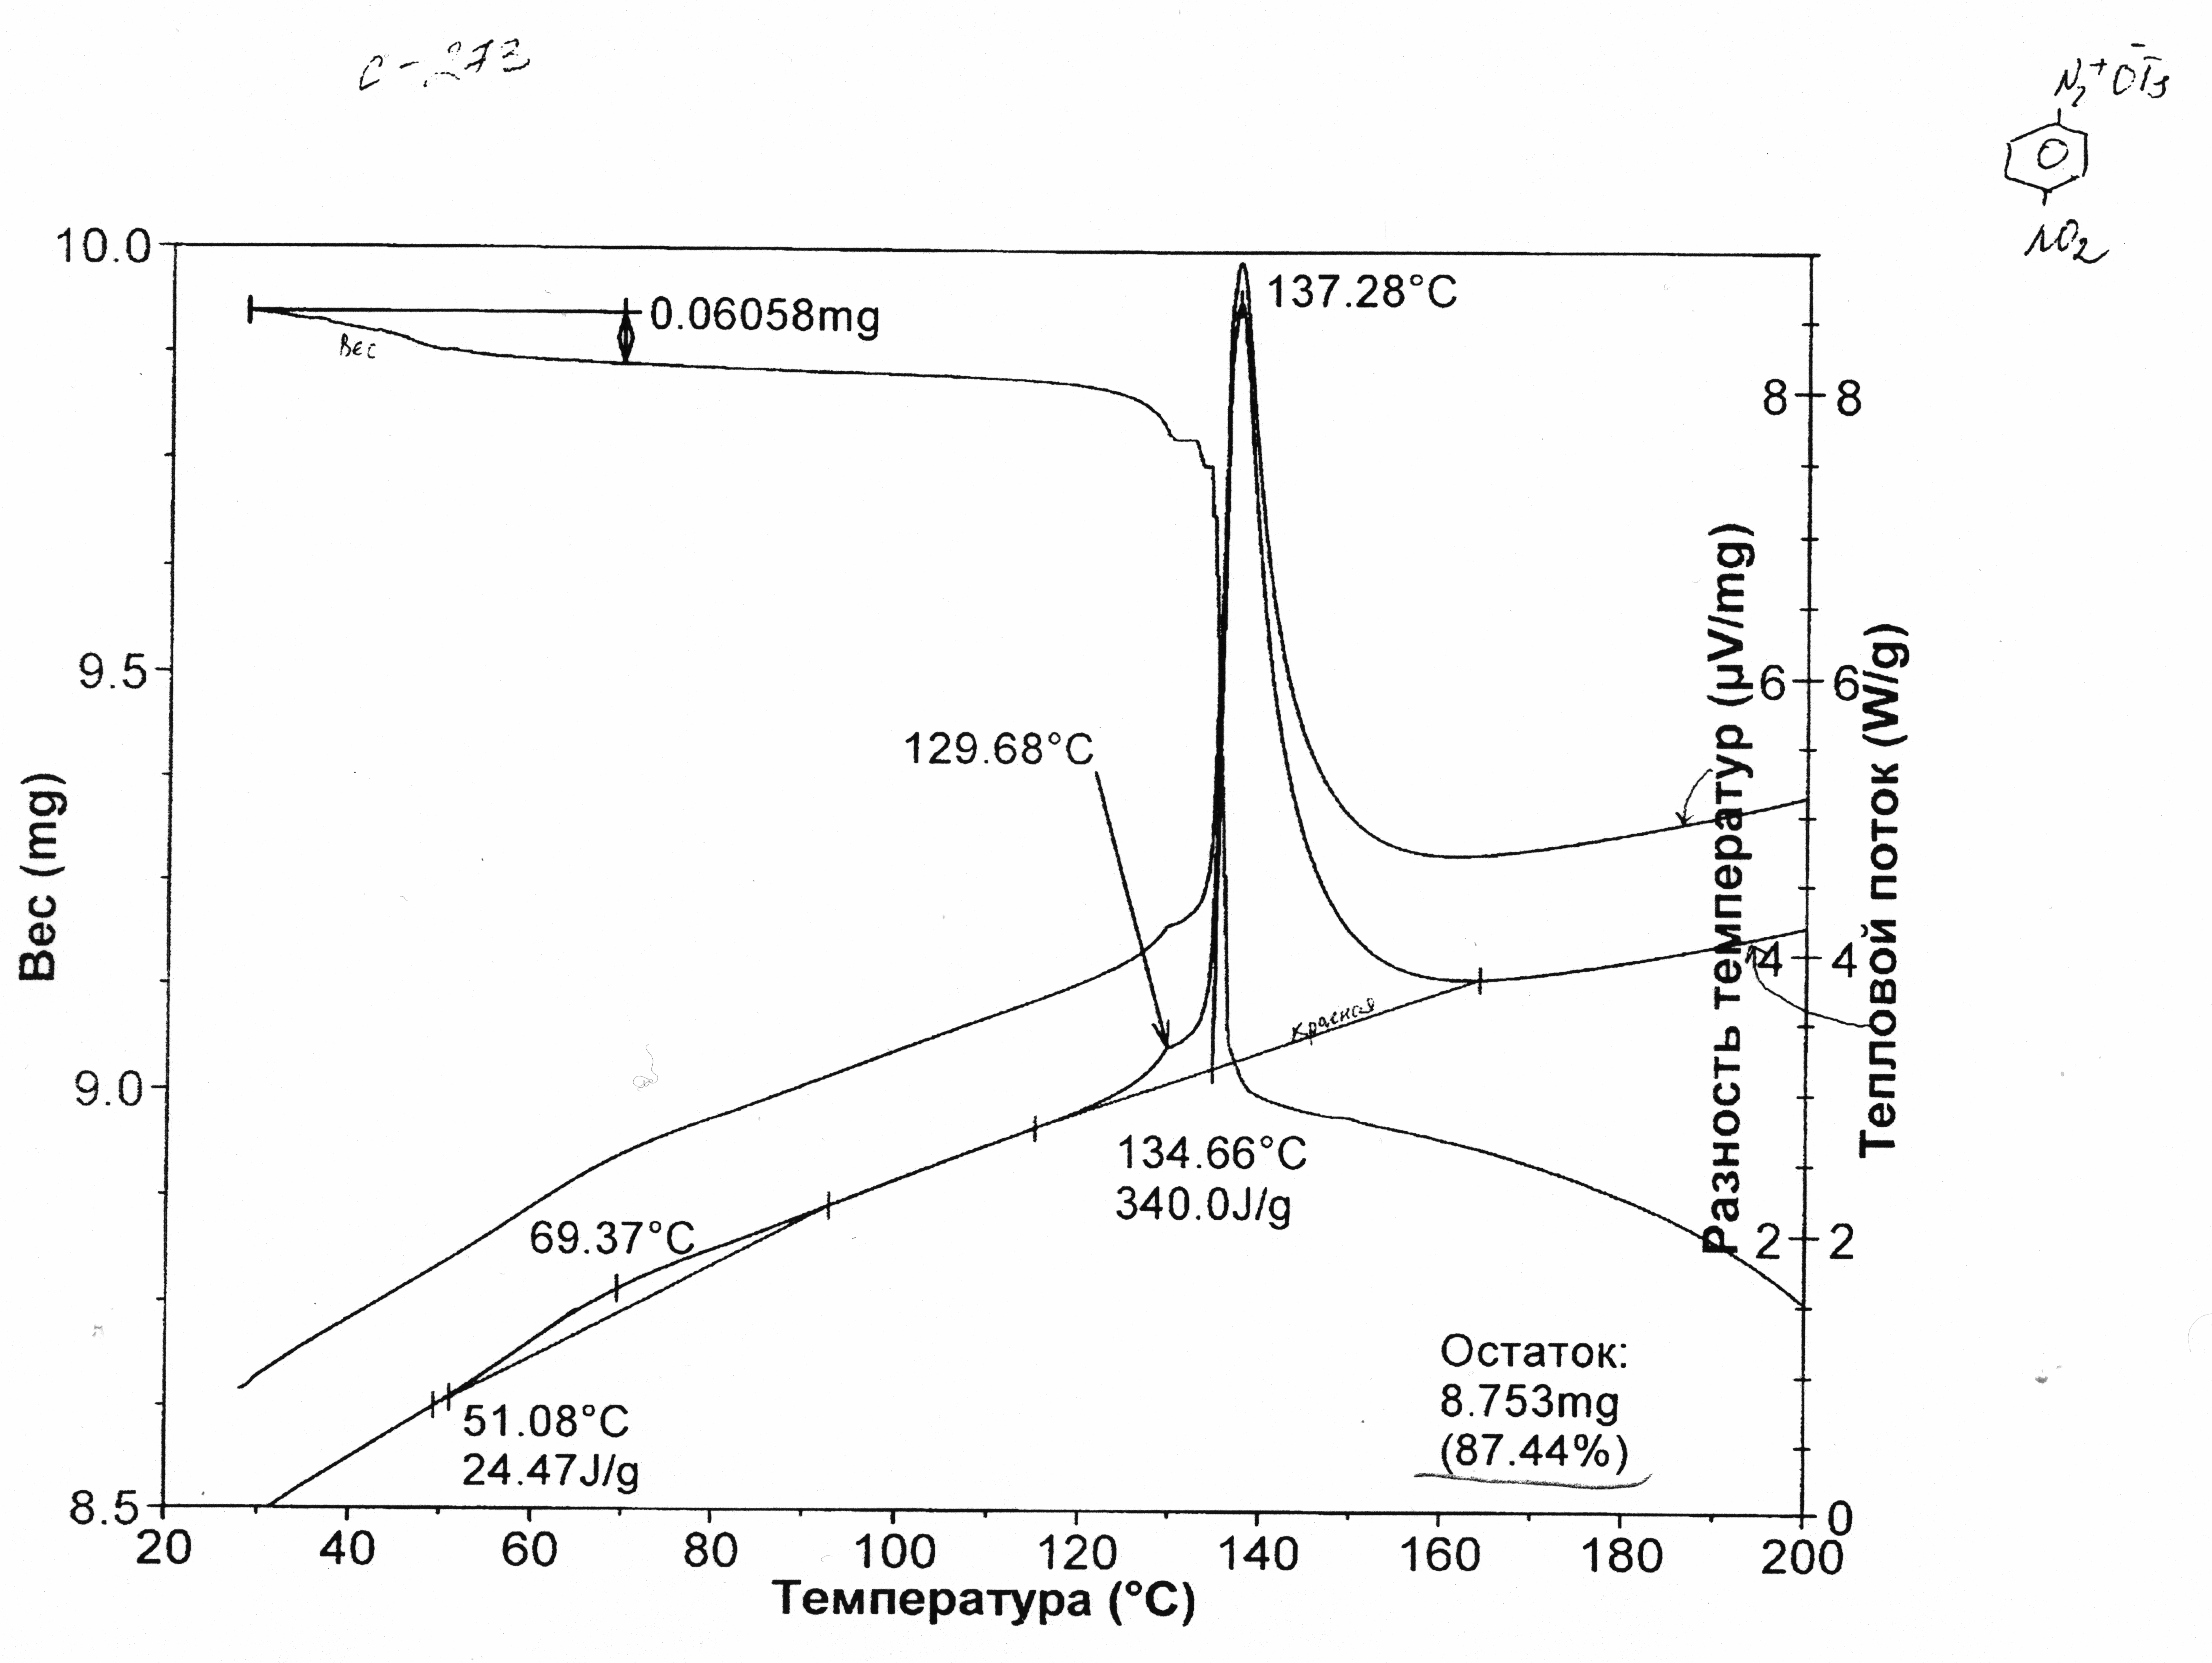 C-273
N₂⁺ ⁻OTs
NO₂
10.0
9.5
9.0
8.5
Вес (mg)
0.06058mg
Вес
137.28°C
129.68°C
Красная
134.66°C
340.0J/g
69.37°C
51.08°C
24.47J/g
Остаток:
8.753mg
(87.44%)
8 8
6 6
4 4
2 2
0
Разность температур (µV/mg)
Тепловой поток (W/g)
20 40 60 80 100 120 140 160 180 200
Температура (°C)